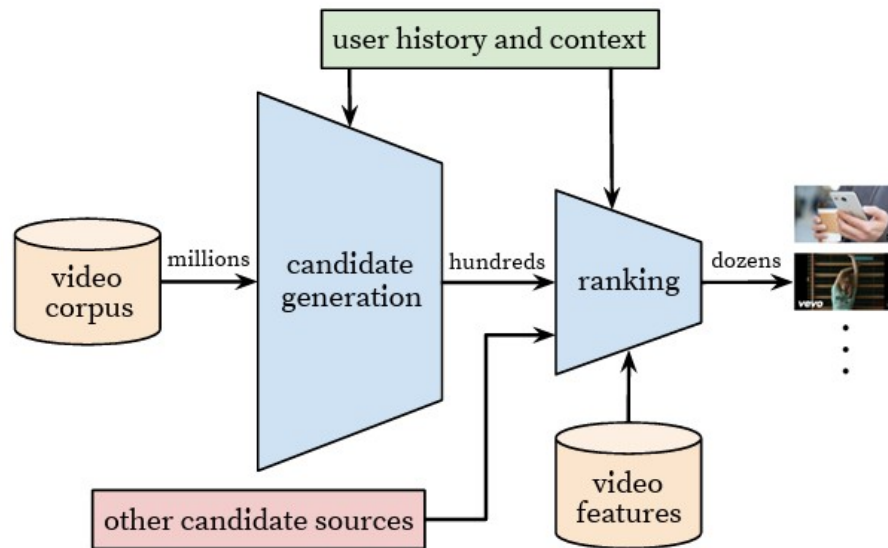 user history and context
video
corpus
millions
candidate
generation
hundreds
ranking
dozens
vevo
other candidate sources
video
features